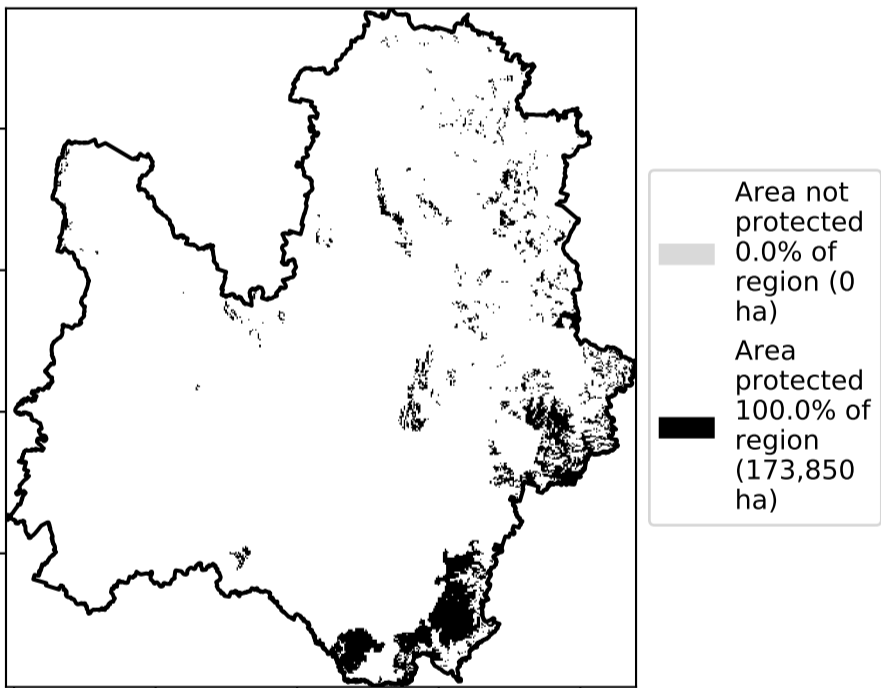 Area not
protected
0.0% of
region (0
ha)
Area
protected
100.0% of
region
(173,850
ha)